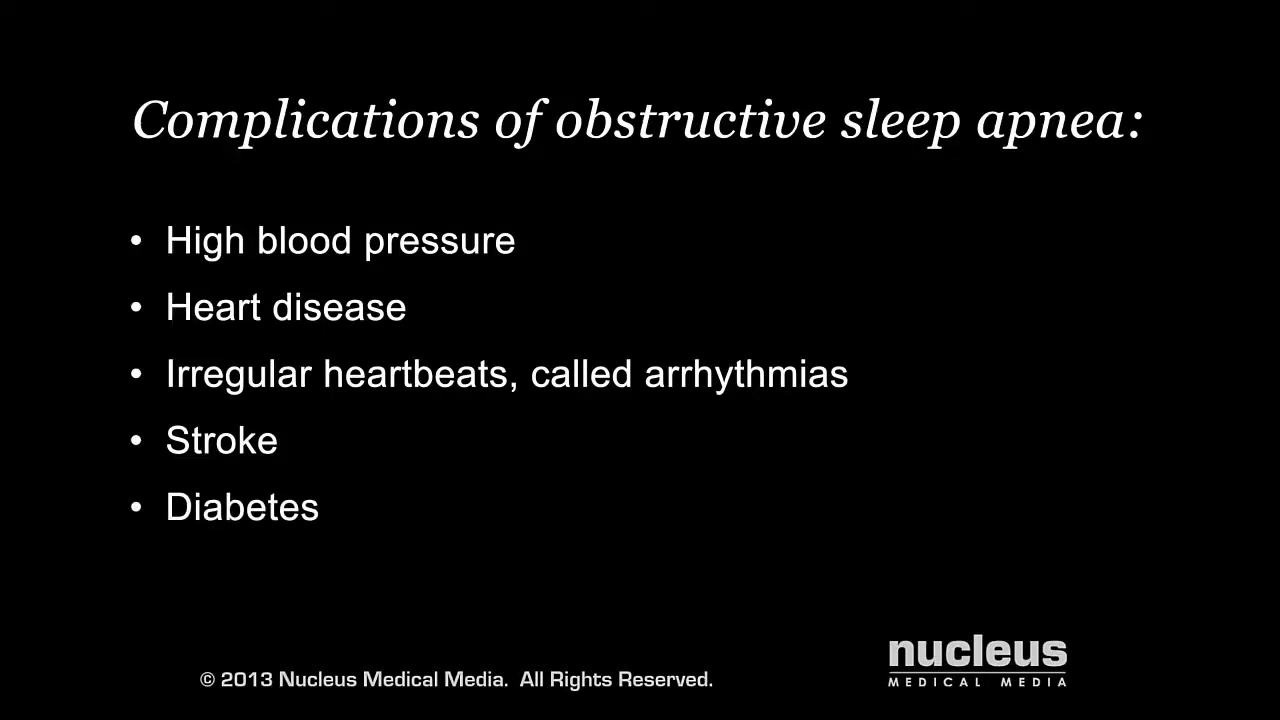 Complications of obstructive sleep apnea:
• High blood pressure
• Heart disease
• Irregular heartbeats, called arrhythmias
• Stroke
• Diabetes
nucleus
MEDICAL MEDIA
© 2013 Nucleus Medical Media. All Rights Reserved.